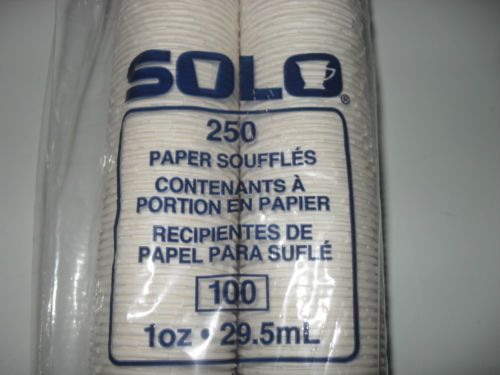 SOLO®
250
PAPER SOUFFLÉS
CONTENANTS À
PORTION EN PAPIER
RECIPIENTES DE
PAPEL PARA SUFLÉ
100
1oz • 29.5mL